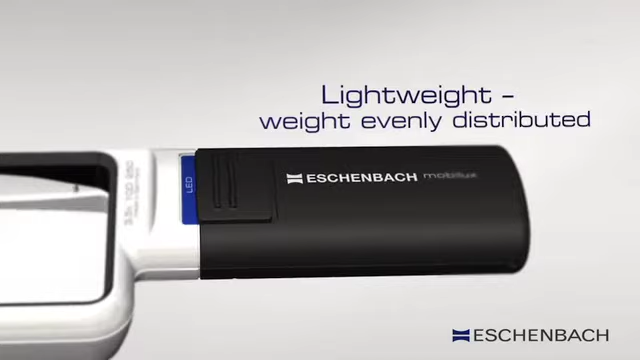 Lightweight –
weight evenly distributed
LED
ESCHENBACH mobilux
ESCHENBACH